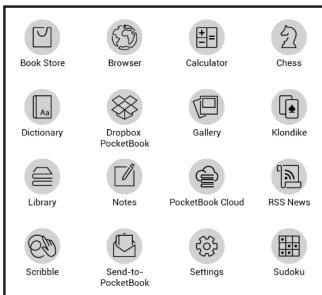 Book Store
Browser
Calculator
Chess
Aa
Dictionary
Dropbox
PocketBook
Gallery
Klondike
Library
Notes
PocketBook Cloud
RSS News
Scribble
Send-to-
PocketBook
Settings
Sudoku